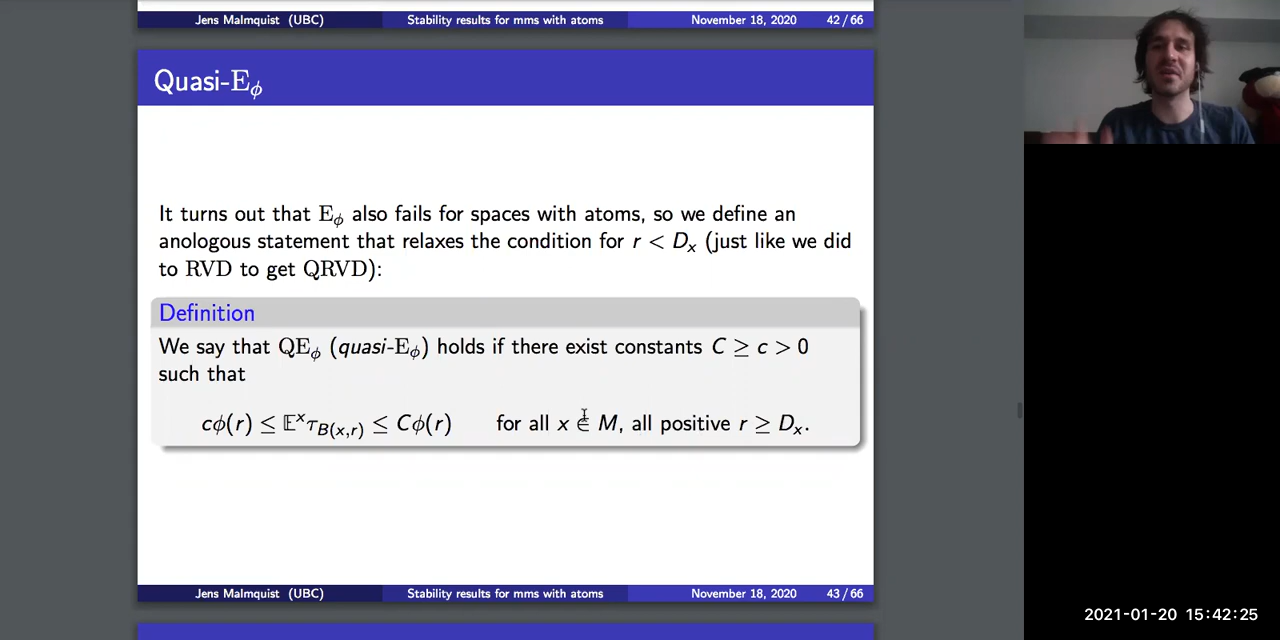 Jens Malmquist (UBC) Stability results for mms with atoms November 18, 2020 42 / 66
Quasi-E_ϕ
It turns out that E_ϕ also fails for spaces with atoms, so we define an
anologous statement that relaxes the condition for r < D_x (just like we did
to RVD to get QRVD):
Definition
We say that QE_ϕ (quasi-E_ϕ) holds if there exist constants C ≥ c > 0
such that
cϕ(r) ≤ 𝔼^x τ_{B(x,r)} ≤ Cϕ(r) for all x ∈ M, all positive r ≥ D_x.
Jens Malmquist (UBC) Stability results for mms with atoms November 18, 2020 43 / 66
2021-01-20 15:42:25